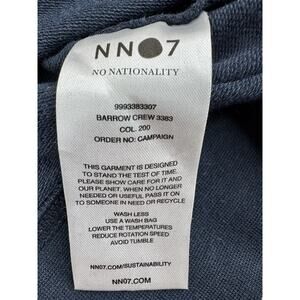 NN●7
NO NATIONALITY
9993383307
BARROW CREW 3383
COL. 200
ORDER NO: CAMPAIGN
THIS GARMENT IS DESIGNED
TO STAND THE TEST OF TIME.
PLEASE SHOW CARE FOR IT AND
OUR PLANET. WHEN NO LONGER
NEEDED OR USEFUL PASS IT ON
TO SOMEONE IN NEED OR RECYCLE
WASH LESS
USE A WASH BAG
LOWER THE TEMPERATURES
REDUCE ROTATION SPEED
AVOID TUMBLE
NN07.COM/SUSTAINABILITY
NN07.COM